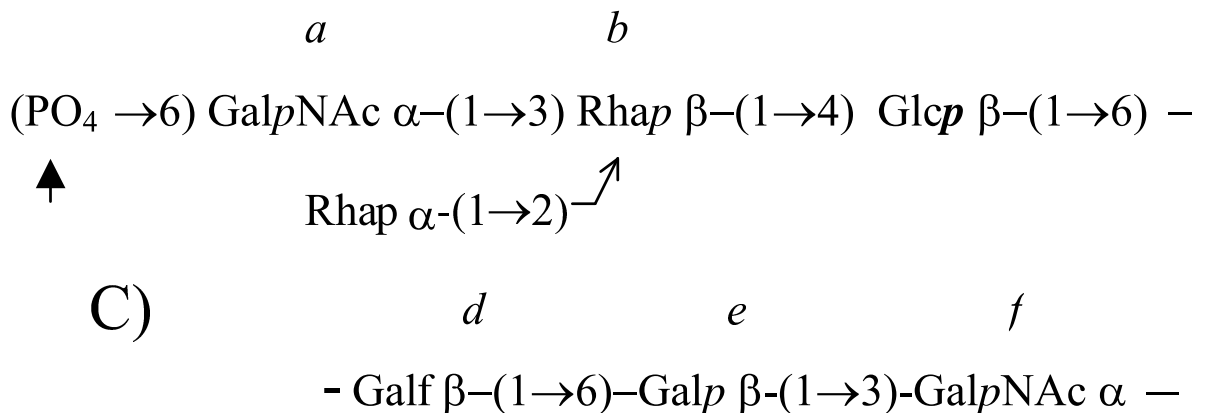 a b
(PO₄ →6) GalpNAc α–(1→3) Rhap β–(1→4) Glcp β–(1→6) –
Rhap α-(1→2)
C) d e f
- Galf β–(1→6)–Galp β-(1→3)-GalpNAc α –